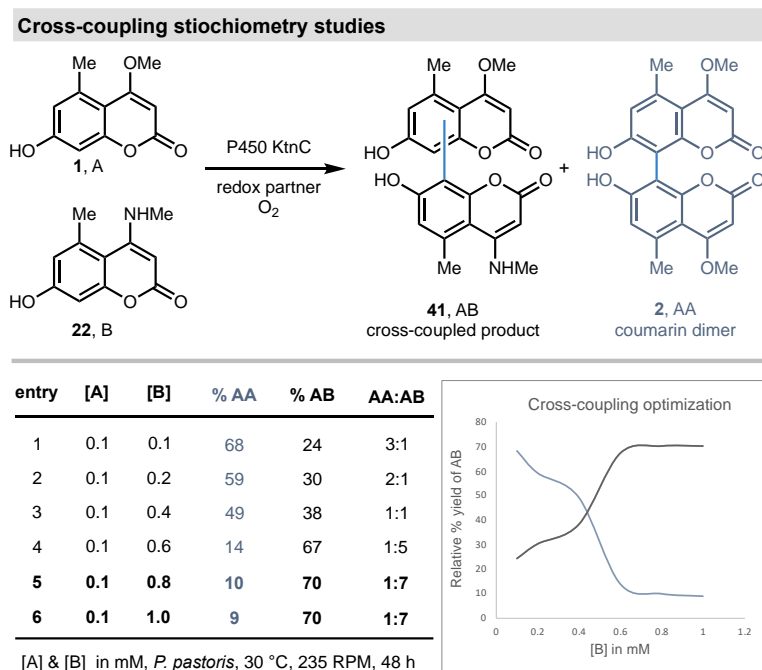 Cross-coupling stiochiometry studies
Me OMe
HO O O
1, A
Me NHMe
HO O O
22, B
P450 KtnC
redox partner
O2
Me OMe
HO O O
HO O O
Me NHMe
41, AB
cross-coupled product
+
Me OMe
HO O O
HO O O
Me OMe
2, AA
coumarin dimer
entry [A] [B] % AA % AB AA:AB
1 0.1 0.1 68 24 3:1
2 0.1 0.2 59 30 2:1
3 0.1 0.4 49 38 1:1
4 0.1 0.6 14 67 1:5
5 0.1 0.8 10 70 1:7
6 0.1 1.0 9 70 1:7
[A] & [B] in mM, P. pastoris, 30 °C, 235 RPM, 48 h
Cross-coupling optimization
Relative % yield of AB
80
70
60
50
40
30
20
10
0
0 0.2 0.4 0.6 0.8 1 1.2
[B] in mM